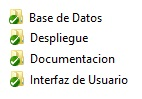 Base de Datos
Despliegue
Documentacion
Interfaz de Usuario